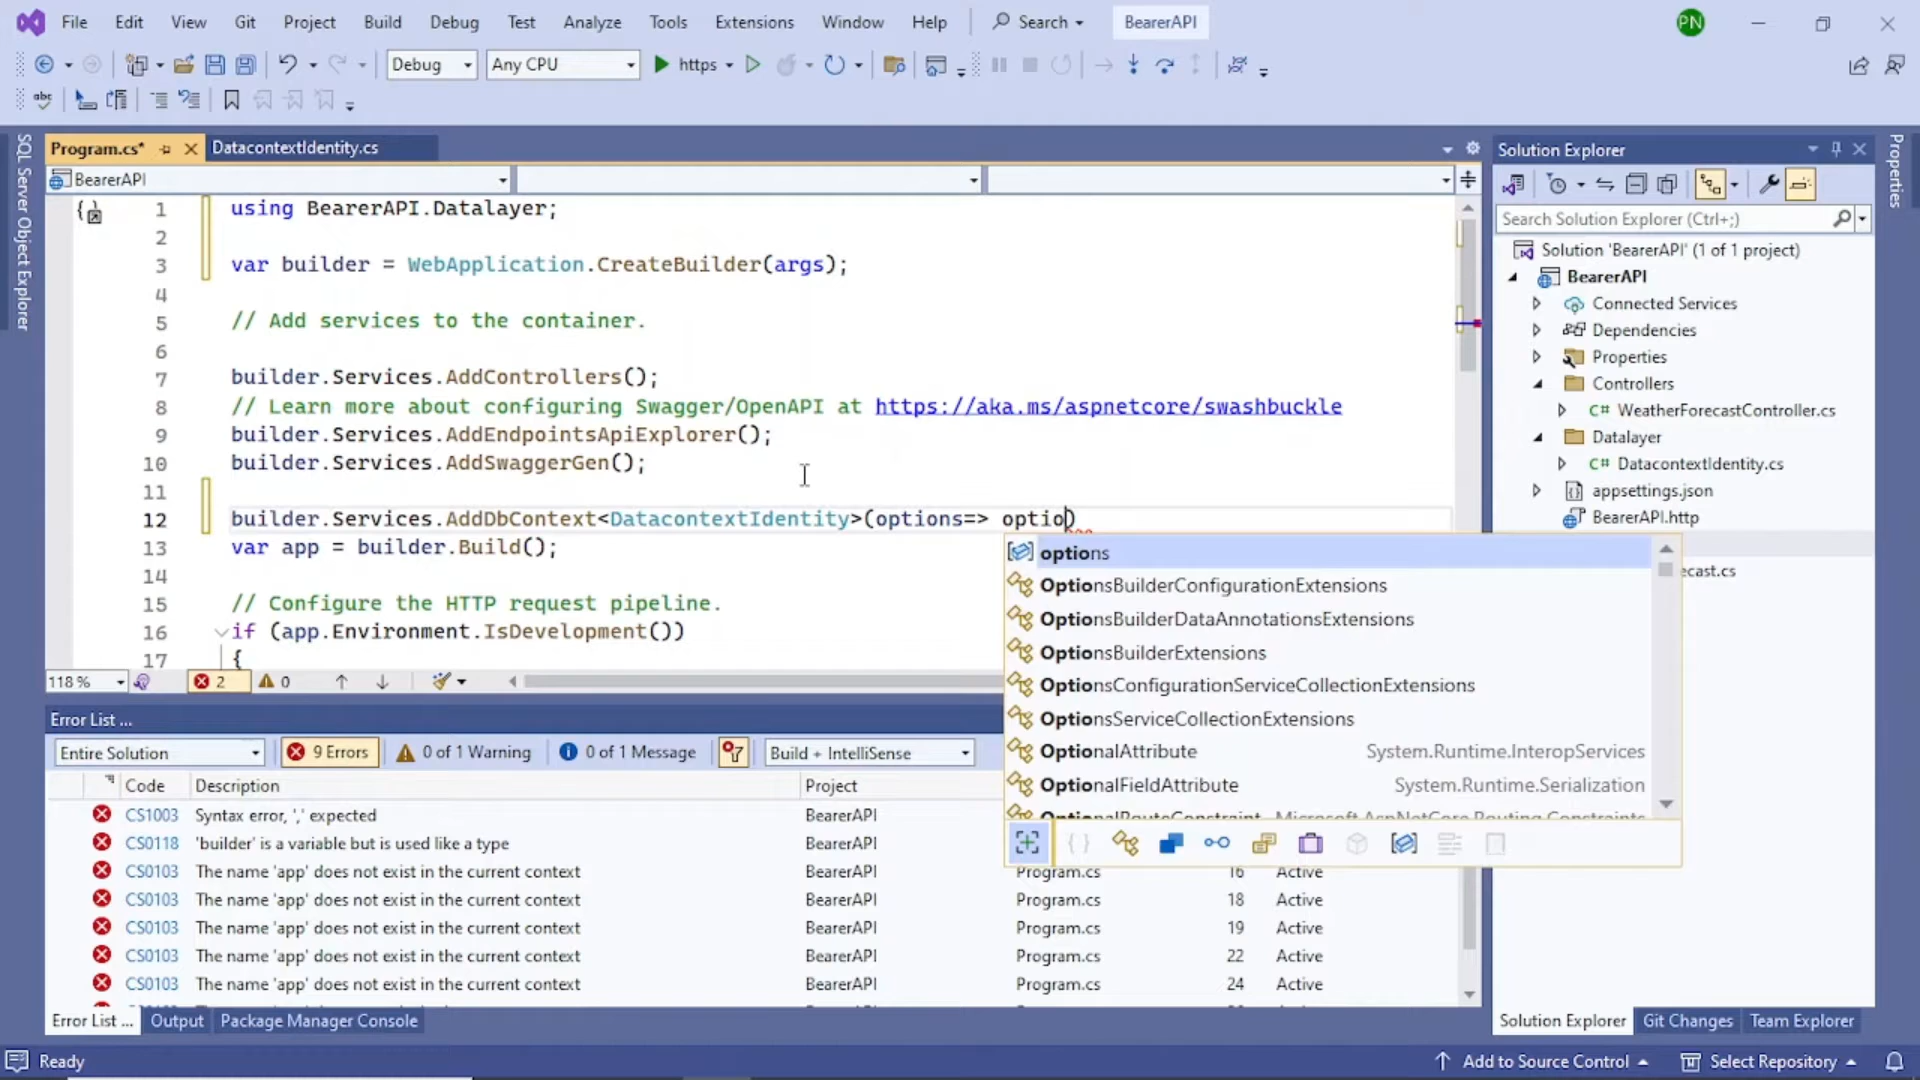 File Edit View Git Project Build Debug Test Analyze Tools Extensions Window Help Search BearerAPI PN
Debug Any CPU https
abc
SQL Server Object Explorer
Program.cs* DatacontextIdentity.cs
BearerAPI
1 using BearerAPI.Datalayer;
2
3 var builder = WebApplication.CreateBuilder(args);
4
5 // Add services to the container.
6
7 builder.Services.AddControllers();
8 // Learn more about configuring Swagger/OpenAPI at https://aka.ms/aspnetcore/swashbuckle
9 builder.Services.AddEndpointsApiExplorer();
10 builder.Services.AddSwaggerGen();
11
12 builder.Services.AddDbContext<DatacontextIdentity>(options=> optio)
13 var app = builder.Build();
14
15 // Configure the HTTP request pipeline.
16 if (app.Environment.IsDevelopment())
17 {
options
OptionsBuilderConfigurationExtensions
OptionsBuilderDataAnnotationsExtensions
OptionsBuilderExtensions
OptionsConfigurationServiceCollectionExtensions
OptionsServiceCollectionExtensions
OptionalAttribute System.Runtime.InteropServices
OptionalFieldAttribute System.Runtime.Serialization
OptionalRouteConstraint Microsoft.AspNetCore.Routing.Constraints
118 % 2 0
Error List ...
Entire Solution 9 Errors 0 of 1 Warning 0 of 1 Message Build + IntelliSense
Code Description Project
CS1003 Syntax error, ',' expected BearerAPI
CS0118 'builder' is a variable but is used like a type BearerAPI
CS0103 The name 'app' does not exist in the current context BearerAPI Program.cs 16 Active
CS0103 The name 'app' does not exist in the current context BearerAPI Program.cs 18 Active
CS0103 The name 'app' does not exist in the current context BearerAPI Program.cs 19 Active
CS0103 The name 'app' does not exist in the current context BearerAPI Program.cs 22 Active
CS0103 The name 'app' does not exist in the current context BearerAPI Program.cs 24 Active
Error List ... Output Package Manager Console
Solution Explorer
Search Solution Explorer (Ctrl+;)
Solution 'BearerAPI' (1 of 1 project)
BearerAPI
Connected Services
Dependencies
Properties
Controllers
C# WeatherForecastController.cs
Datalayer
C# DatacontextIdentity.cs
appsettings.json
BearerAPI.http
ecast.cs
Solution Explorer Git Changes Team Explorer
Properties
Ready Add to Source Control Select Repository